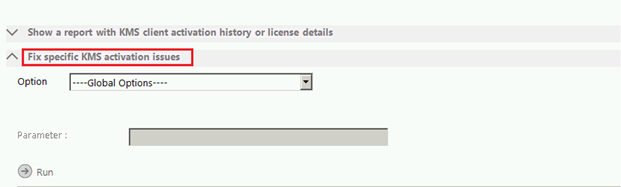 Show a report with KMS client activation history or license details
Fix specific KMS activation issues
Option ----Global Options----
Parameter :
Run